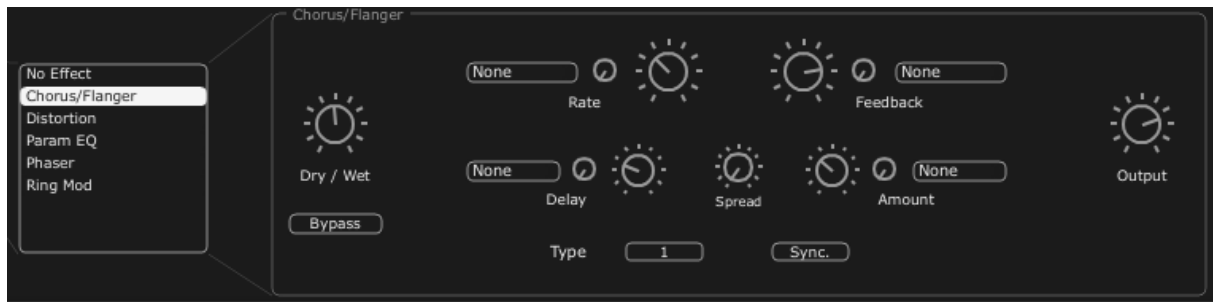 Chorus/Flanger
No Effect
Chorus/Flanger
Distortion
Param EQ
Phaser
Ring Mod
Dry / Wet
Bypass
None
Rate
None
Feedback
None
Delay
Spread
None
Amount
Type
1
Sync.
Output